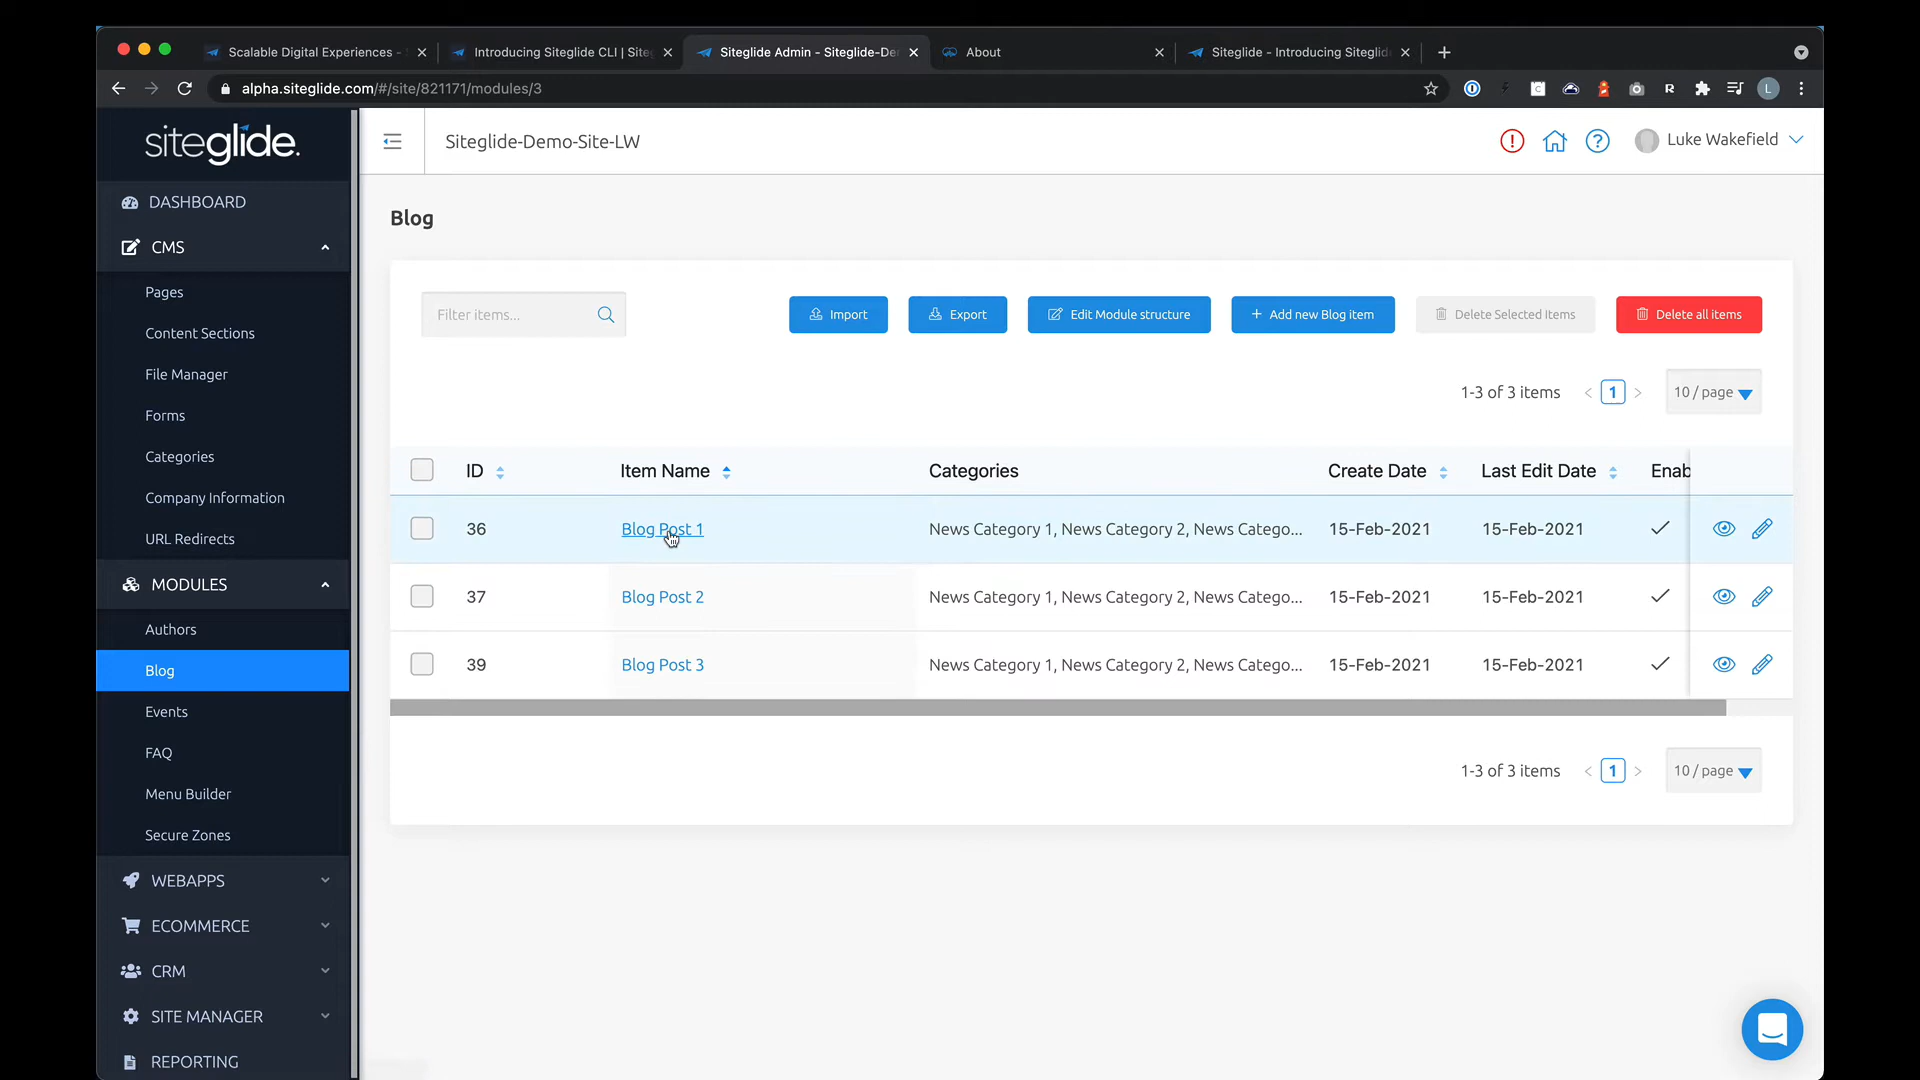 Scalable Digital Experiences -
Introducing Siteglide CLI | Site
Siteglide Admin - Siteglide-De
About
Siteglide - Introducing Siteglid
alpha.siteglide.com/#/site/821171/modules/3
R
L
siteglide.
Siteglide-Demo-Site-LW
Luke Wakefield
DASHBOARD
CMS
Pages
Content Sections
File Manager
Forms
Categories
Company Information
URL Redirects
MODULES
Authors
Blog
Events
FAQ
Menu Builder
Secure Zones
WEBAPPS
ECOMMERCE
CRM
SITE MANAGER
REPORTING
Blog
Filter items...
Import
Export
Edit Module structure
+ Add new Blog item
Delete Selected Items
Delete all items
1-3 of 3 items < 1 > 10 / page
ID Item Name Categories Create Date Last Edit Date Enab
36 Blog Post 1 News Category 1, News Category 2, News Catego... 15-Feb-2021 15-Feb-2021
37 Blog Post 2 News Category 1, News Category 2, News Catego... 15-Feb-2021 15-Feb-2021
39 Blog Post 3 News Category 1, News Category 2, News Catego... 15-Feb-2021 15-Feb-2021
1-3 of 3 items < 1 > 10 / page